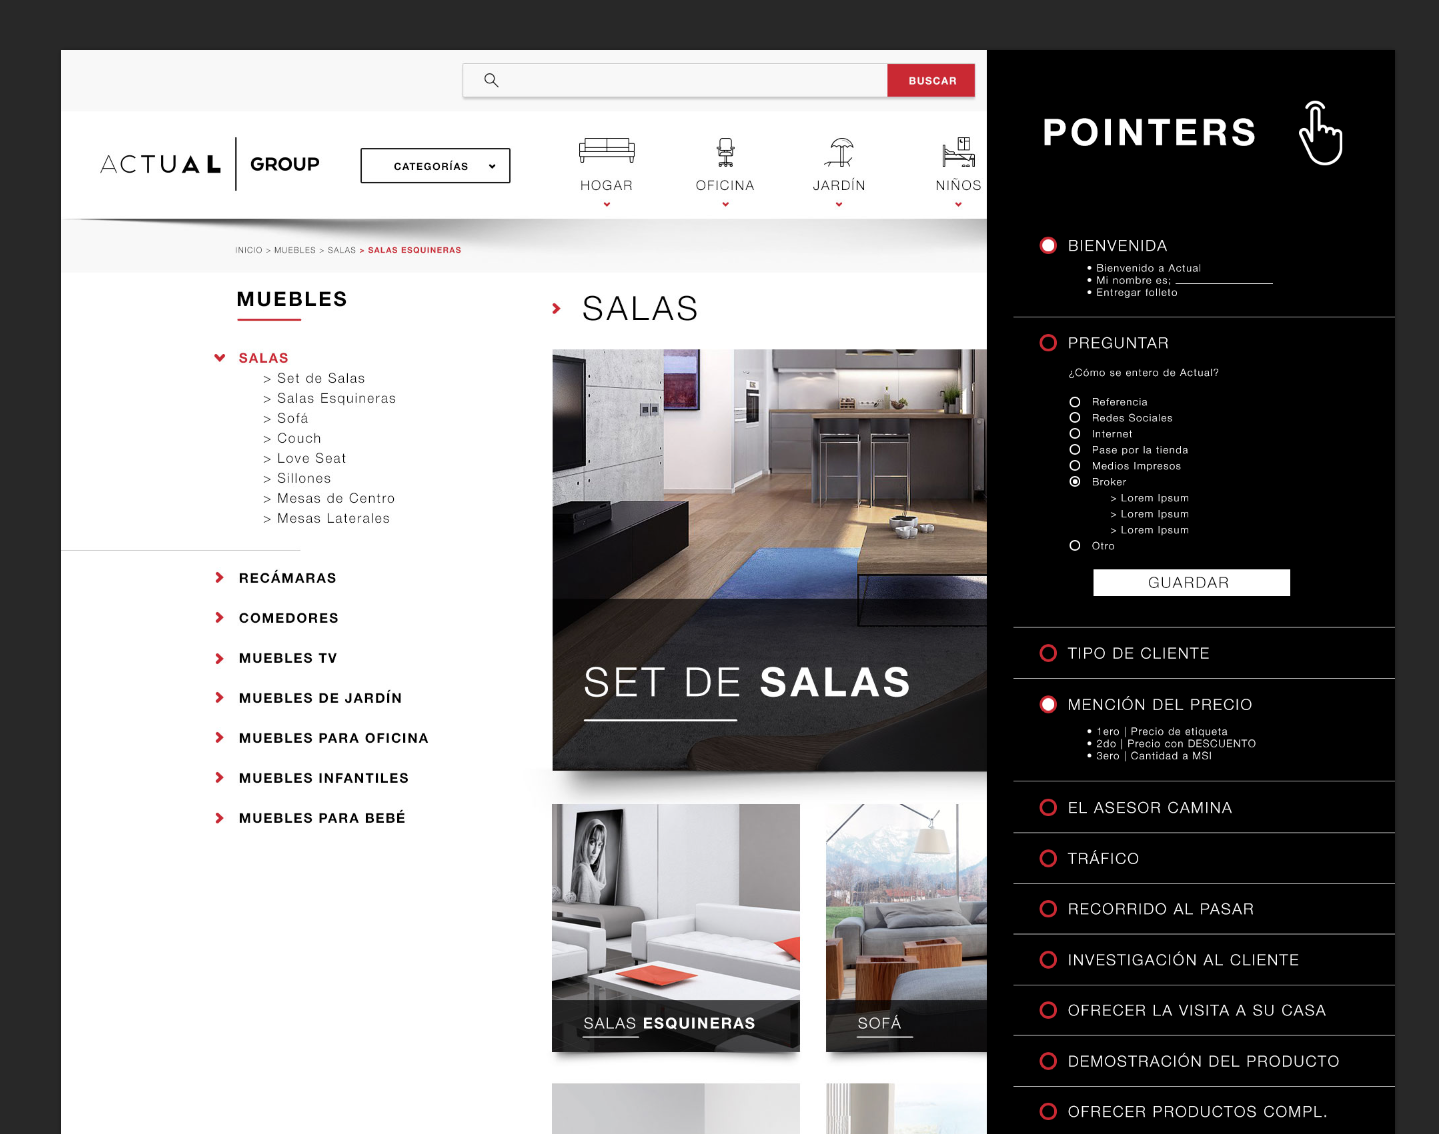 BUSCAR
ACTUAL GROUP
CATEGORÍAS
HOGAR
OFICINA
JARDÍN
NIÑOS
INICIO > MUEBLES > SALAS > SALAS ESQUINERAS
MUEBLES
SALAS
> Set de Salas
> Salas Esquineras
> Sofá
> Couch
> Love Seat
> Sillones
> Mesas de Centro
> Mesas Laterales
RECÁMARAS
COMEDORES
MUEBLES TV
MUEBLES DE JARDÍN
MUEBLES PARA OFICINA
MUEBLES INFANTILES
MUEBLES PARA BEBÉ
SALAS
SET DE SALAS
SALAS ESQUINERAS
SOFÁ
POINTERS
BIENVENIDA
• Bienvenido a Actual
• Mi nombre es; ________________
• Entregar folleto
PREGUNTAR
¿Cómo se entero de Actual?
Referencia
Redes Sociales
Internet
Pase por la tienda
Medios Impresos
Broker
> Lorem Ipsum
> Lorem Ipsum
> Lorem Ipsum
Otro
GUARDAR
TIPO DE CLIENTE
MENCIÓN DEL PRECIO
• 1ero | Precio de etiqueta
• 2do | Precio con DESCUENTO
• 3ero | Cantidad a MSI
EL ASESOR CAMINA
TRÁFICO
RECORRIDO AL PASAR
INVESTIGACIÓN AL CLIENTE
OFRECER LA VISITA A SU CASA
DEMOSTRACIÓN DEL PRODUCTO
OFRECER PRODUCTOS COMPL.